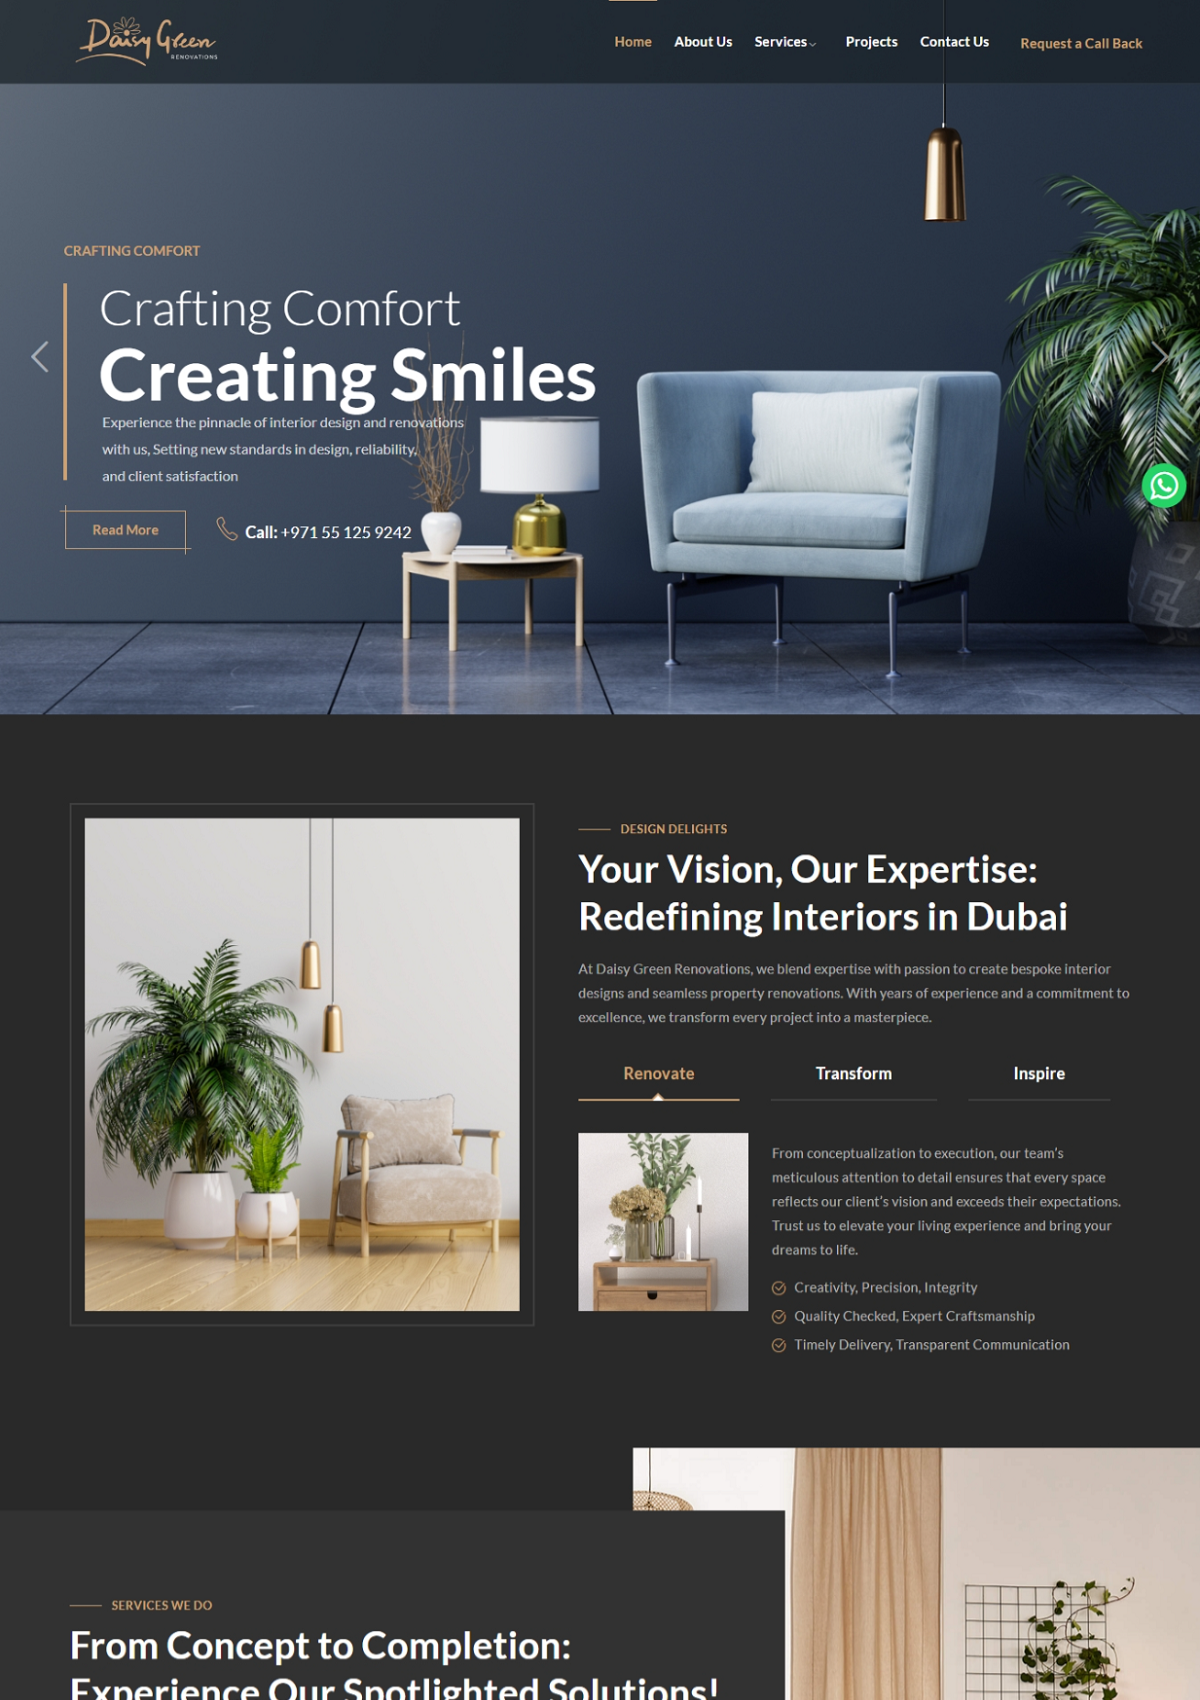 Daisy Green
RENOVATIONS
Home
About Us
Services
Projects
Contact Us
Request a Call Back
CRAFTING COMFORT
Crafting Comfort
Creating Smiles
Experience the pinnacle of interior design and renovations
with us, Setting new standards in design, reliability,
and client satisfaction
Read More
Call: +971 55 125 9242
DESIGN DELIGHTS
Your Vision, Our Expertise:
Redefining Interiors in Dubai
At Daisy Green Renovations, we blend expertise with passion to create bespoke interior
designs and seamless property renovations. With years of experience and a commitment to
excellence, we transform every project into a masterpiece.
Renovate
Transform
Inspire
From conceptualization to execution, our team's
meticulous attention to detail ensures that every space
reflects our client's vision and exceeds their expectations.
Trust us to elevate your living experience and bring your
dreams to life.
Creativity, Precision, Integrity
Quality Checked, Expert Craftsmanship
Timely Delivery, Transparent Communication
SERVICES WE DO
From Concept to Completion:
Experience Our Spotlighted Solutions!